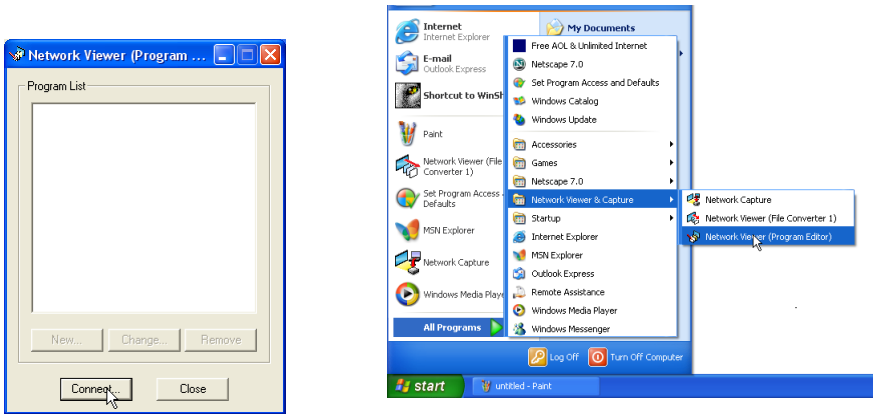 Network Viewer (Program ...
Program List
New...
Change...
Remove
Connect...
Close
Internet
Internet Explorer
E-mail
Outlook Express
Shortcut to WinSh
Paint
Network Viewer (File
Converter 1)
Set Program Access
Defaults
MSN Explorer
Network Capture
Windows Media Playe
All Programs
My Documents
Free AOL & Unlimited Internet
Netscape 7.0
Set Program Access and Defaults
Windows Catalog
Windows Update
Accessories
Games
Netscape 7.0
Network Viewer & Capture
Startup
Internet Explorer
MSN Explorer
Outlook Express
Remote Assistance
Windows Media Player
Windows Messenger
Network Capture
Network Viewer (File Converter 1)
Network Viewer (Program Editor)
Log Off
Turn Off Computer
start
untitled - Paint